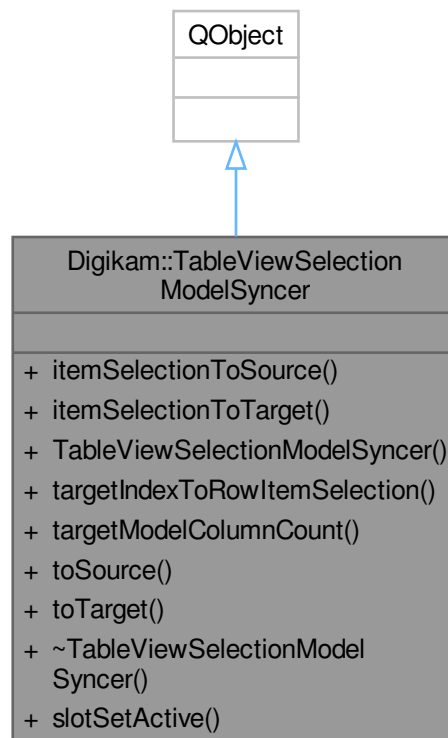 QObject
Digikam::TableViewSelection
ModelSyncer
+ itemSelectionToSource()
+ itemSelectionToTarget()
+ TableViewSelectionModelSyncer()
+ targetIndexToRowItemSelection()
+ targetModelColumnCount()
+ toSource()
+ toTarget()
+ ~TableViewSelectionModel
Syncer()
+ slotSetActive()